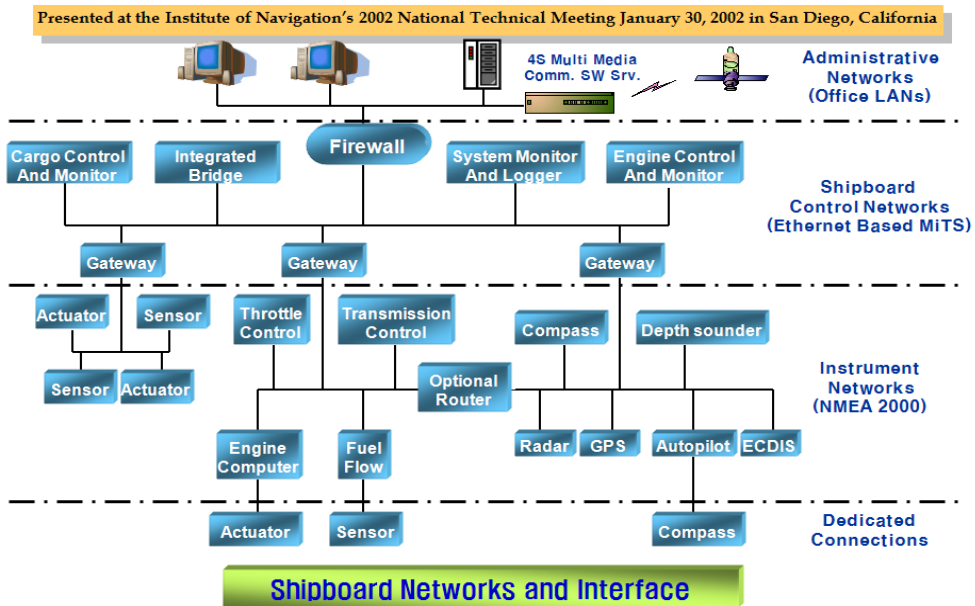 Presented at the Institute of Navigation's 2002 National Technical Meeting January 30, 2002 in San Diego, California
4S Multi Media
Comm. SW Srv.
Administrative
Networks
(Office LANs)
Firewall
Cargo Control
And Monitor
Integrated
Bridge
System Monitor
And Logger
Engine Control
And Monitor
Shipboard
Control Networks
(Ethernet Based MiTS)
Gateway
Gateway
Gateway
Actuator
Sensor
Throttle
Control
Transmission
Control
Compass
Depth sounder
Sensor
Actuator
Optional
Router
Instrument
Networks
(NMEA 2000)
Engine
Computer
Fuel
Flow
Radar
GPS
Autopilot
ECDIS
Actuator
Sensor
Compass
Dedicated
Connections
Shipboard Networks and Interface